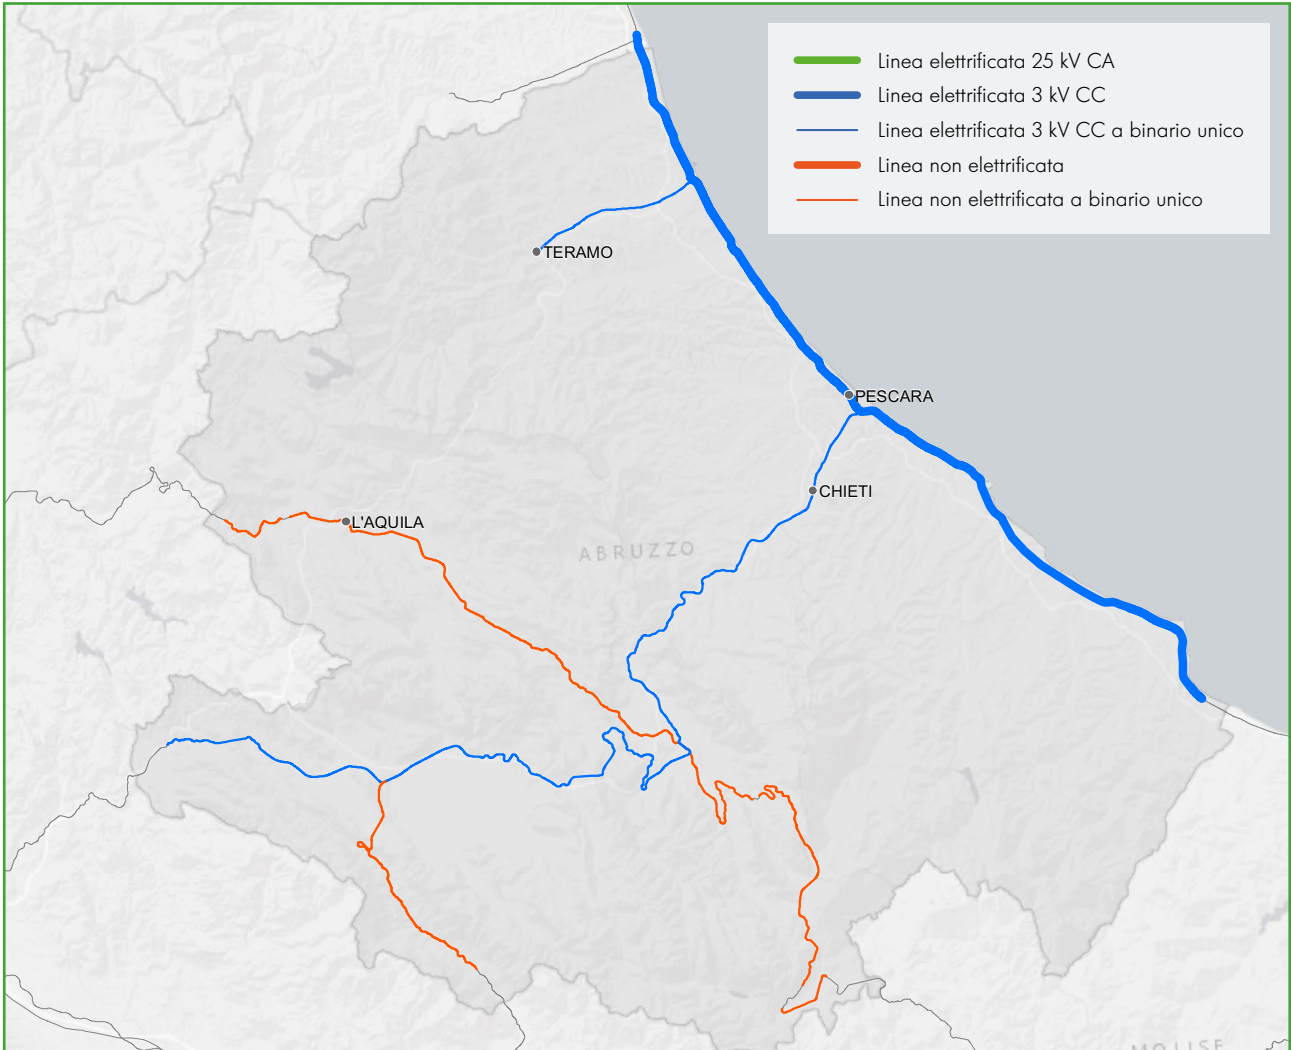 Linea elettrificata 25 kV CA
Linea elettrificata 3 kV CC
Linea elettrificata 3 kV CC a binario unico
Linea non elettrificata
Linea non elettrificata a binario unico
TERAMO
PESCARA
CHIETI
L'AQUILA
ABRUZZO
MOLISE